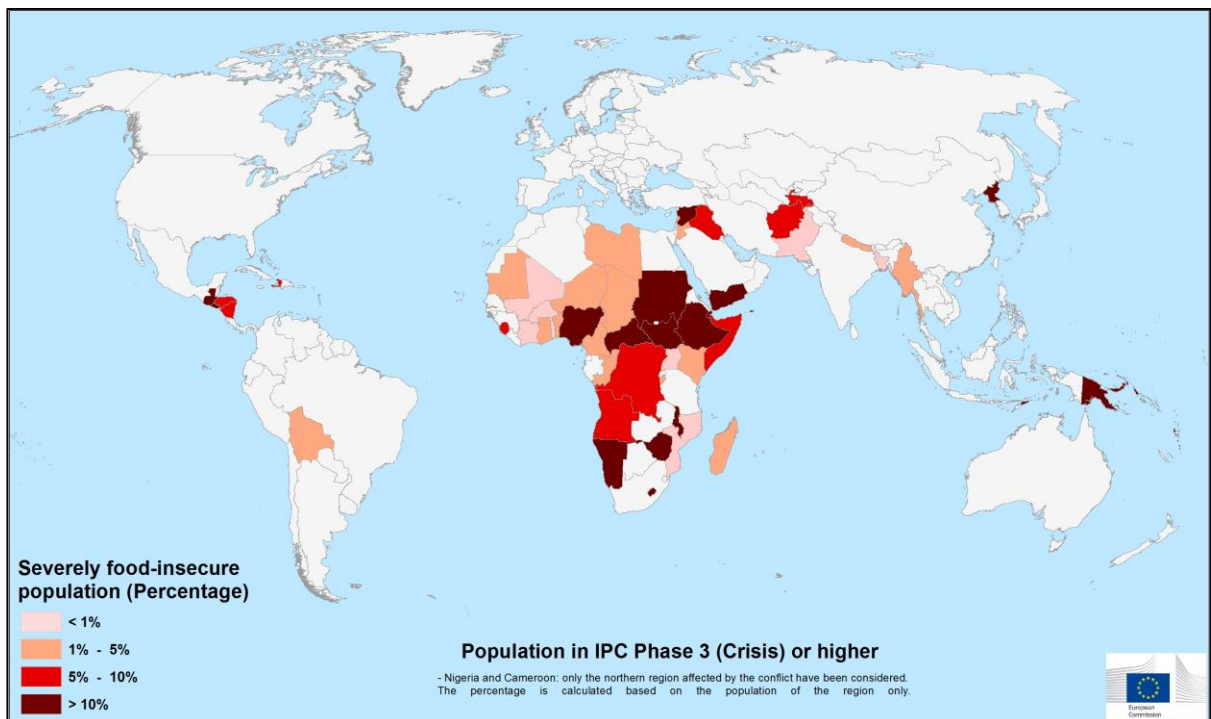 Severely food-insecure
population (Percentage)
< 1%
1% - 5%
5% - 10%
> 10%
Population in IPC Phase 3 (Crisis) or higher
- Nigeria and Cameroon: only the northern region affected by the conflict have been considered.
The percentage is calculated based on the population of the region only.
European
Commission